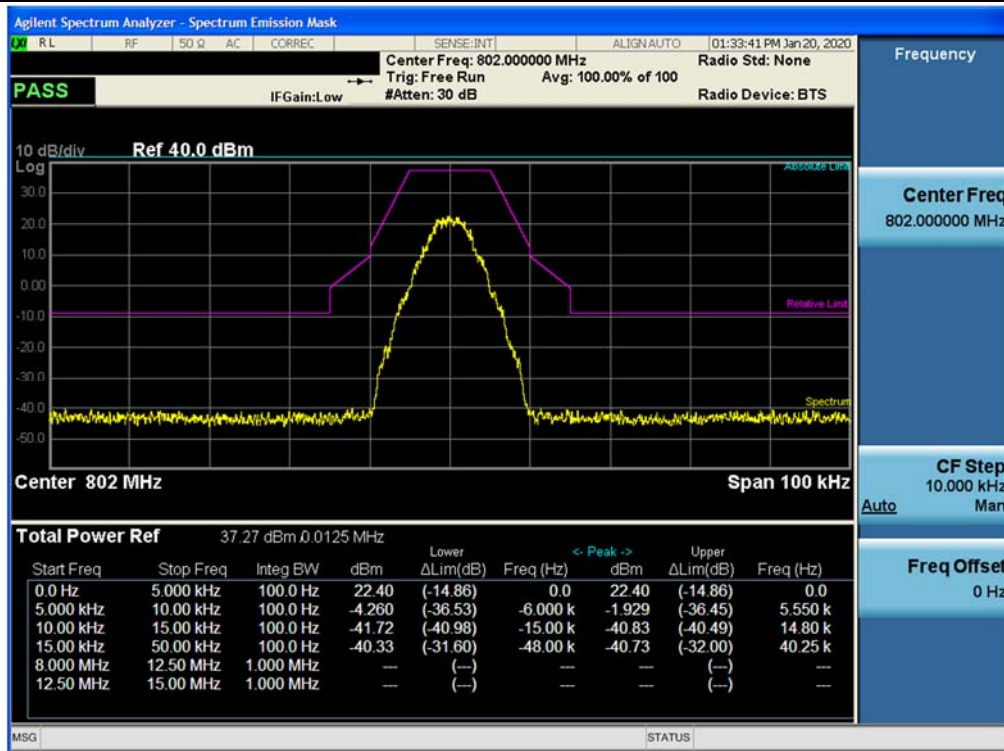 Agilent Spectrum Analyzer - Spectrum Emission Mask
LXI RL RF 50 Ω AC CORREC SENSE:INT ALIGN AUTO 01:33:41 PM Jan 20, 2020
Center Freq: 802.000000 MHz Radio Std: None
Trig: Free Run Avg: 100.00% of 100
PASS IFGain:Low #Atten: 30 dB Radio Device: BTS
10 dB/div Ref 40.0 dBm
Log
Absolute Limit
30.0
20.0
10.0
0.00
Relative Limit
-10.0
-20.0
-30.0
Spectrum
-40.0
-50.0
Center 802 MHz Span 100 kHz
Total Power Ref 37.27 dBm / 0.0125 MHz
Lower <- Peak -> Upper
Start Freq Stop Freq Integ BW dBm ΔLim(dB) Freq (Hz) dBm ΔLim(dB) Freq (Hz)
0.0 Hz 5.000 kHz 100.0 Hz 22.40 (-14.86) 0.0 22.40 (-14.86) 0.0
5.000 kHz 10.00 kHz 100.0 Hz -4.260 (-36.53) -6.000 k -1.929 (-36.45) 5.550 k
10.00 kHz 15.00 kHz 100.0 Hz -41.72 (-40.98) -15.00 k -40.83 (-40.49) 14.80 k
15.00 kHz 50.00 kHz 100.0 Hz -40.33 (-31.60) -48.00 k -40.73 (-32.00) 40.25 k
8.000 MHz 12.50 MHz 1.000 MHz --- (---) --- --- (---) ---
12.50 MHz 15.00 MHz 1.000 MHz --- (---) --- --- (---) ---
MSG STATUS
Frequency
Center Freq
802.000000 MHz
CF Step
10.000 kHz
Auto Man
Freq Offset
0 Hz